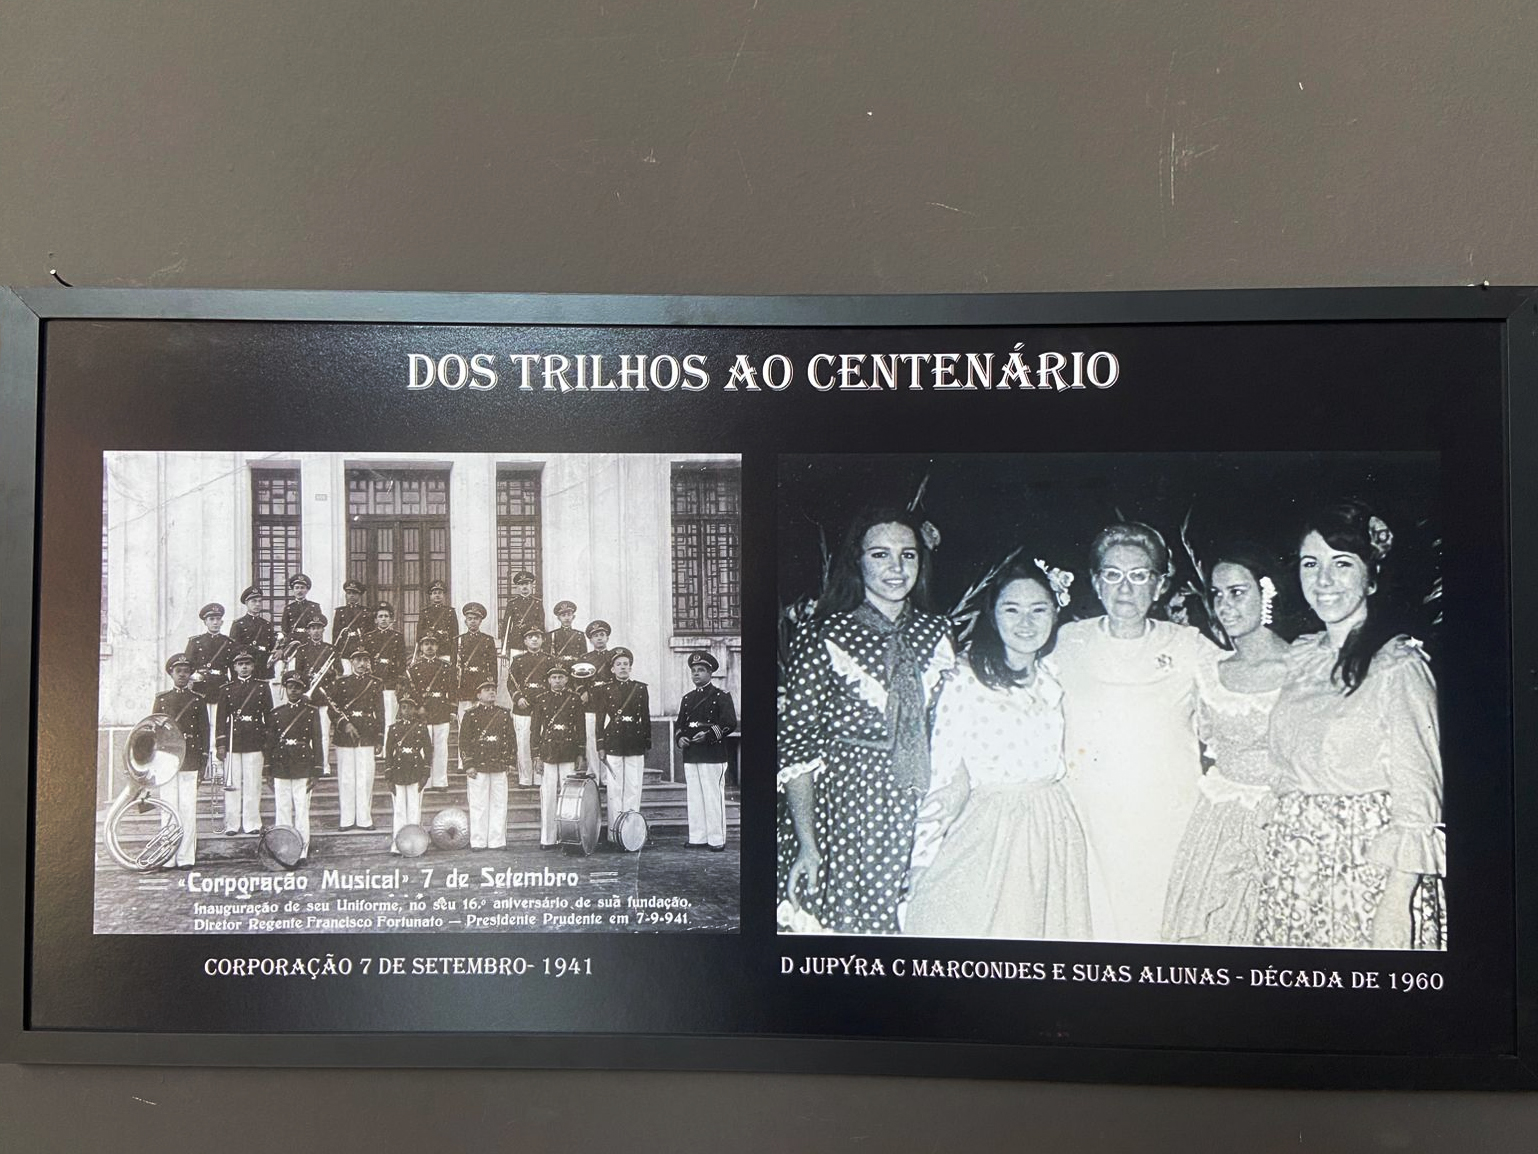 DOS TRILHOS AO CENTENÁRIO
«Corporação Musical» 7 de Setembro
Inauguração de seu Uniforme, no seu 16.º aniversário de sua fundação.
Diretor Regente Francisco Fortunato — Presidente Prudente em 7-9-941.
CORPORAÇÃO 7 DE SETEMBRO- 1941
D JUPYRA C MARCONDES E SUAS ALUNAS - DÉCADA DE 1960